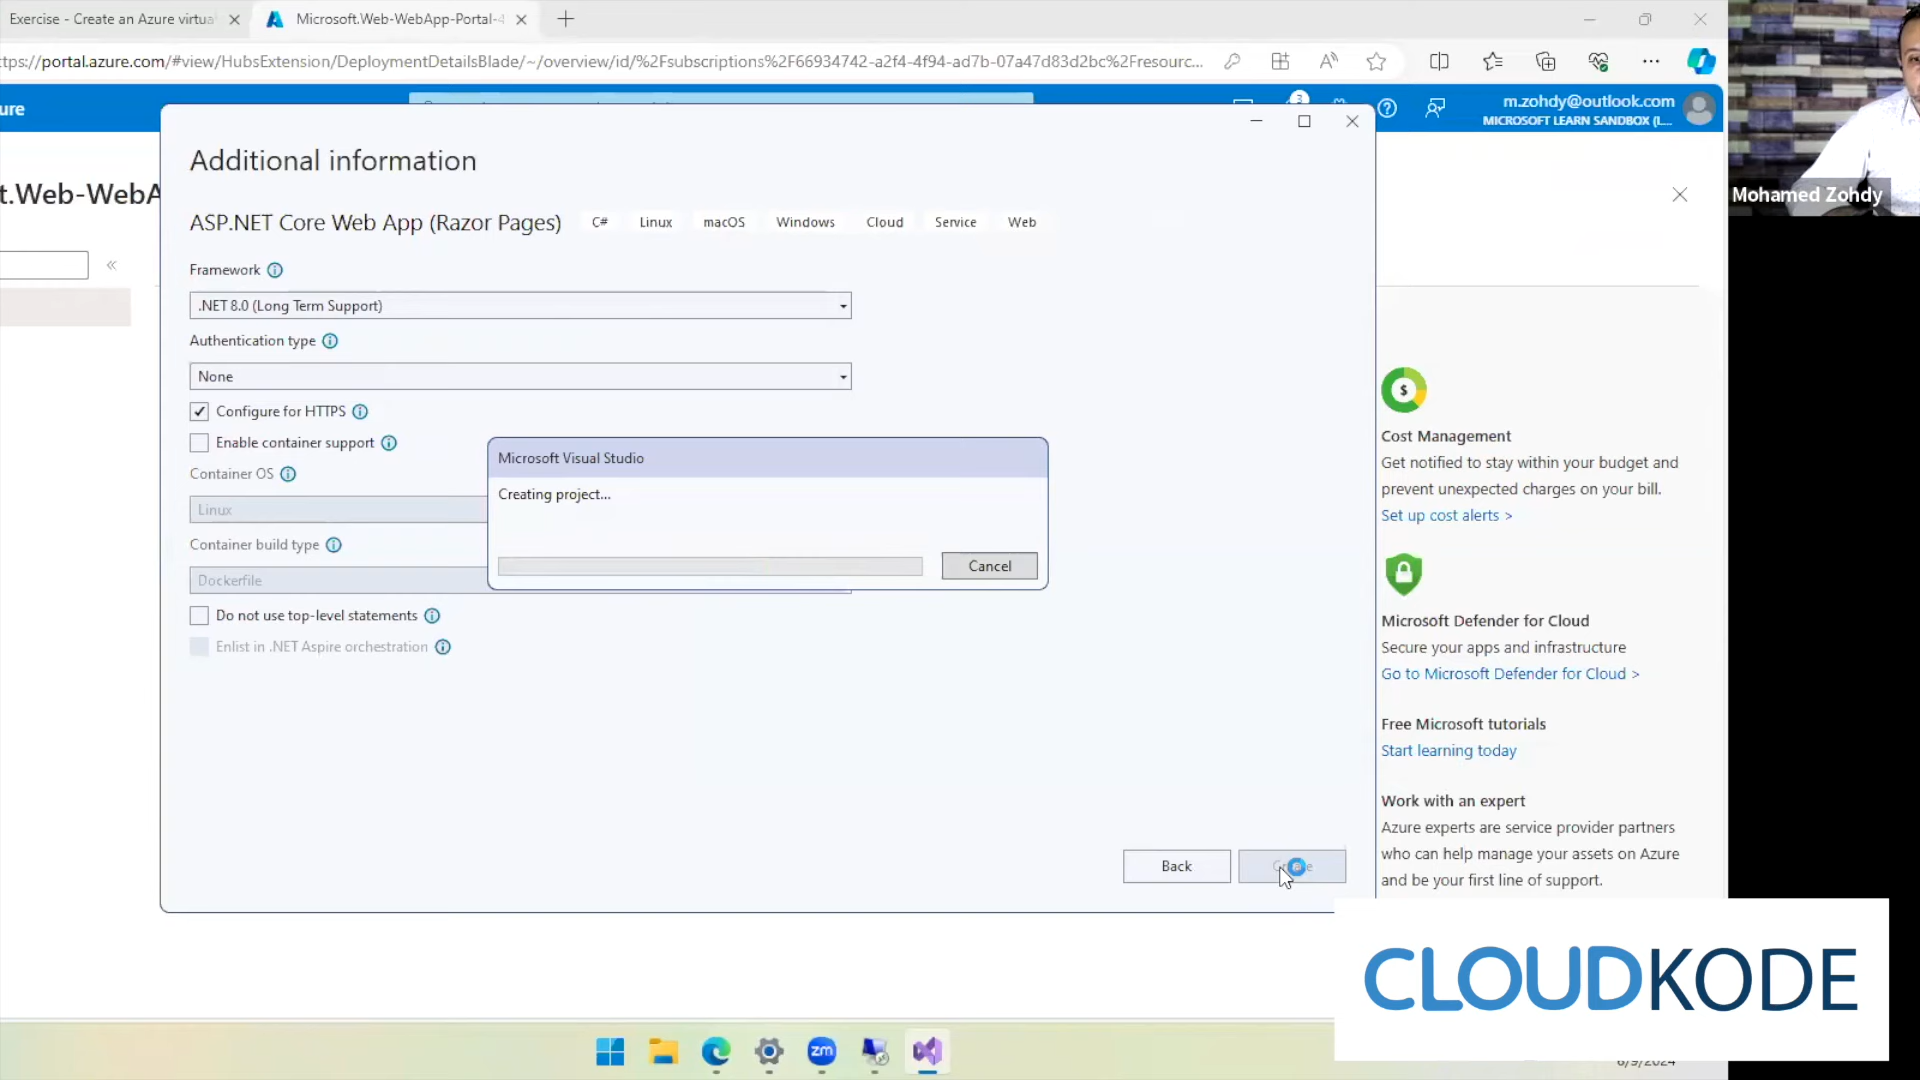 Exercise - Create an Azure virtua
Microsoft.Web-WebApp-Portal-
ttps://portal.azure.com/#view/HubsExtension/DeploymentDetailsBlade/~/overview/id/%2Fsubscriptions%2F66934742-a2f4-4f94-ad7b-07a47d83d2bc%2Fresourc...
ure
3
m.zohdy@outlook.com
MICROSOFT LEARN SANDBOX (L...
Mohamed Zohdy
t.Web-WebA
Additional information
ASP.NET Core Web App (Razor Pages) C# Linux macOS Windows Cloud Service Web
Framework
.NET 8.0 (Long Term Support)
Authentication type
None
Configure for HTTPS
Enable container support
Container OS
Linux
Container build type
Dockerfile
Do not use top-level statements
Enlist in .NET Aspire orchestration
Microsoft Visual Studio
Creating project...
Cancel
Back
Cost Management
Get notified to stay within your budget and
prevent unexpected charges on your bill.
Set up cost alerts >
Microsoft Defender for Cloud
Secure your apps and infrastructure
Go to Microsoft Defender for Cloud >
Free Microsoft tutorials
Start learning today
Work with an expert
Azure experts are service provider partners
who can help manage your assets on Azure
and be your first line of support.
CLOUDKODE
zm
6/9/2024